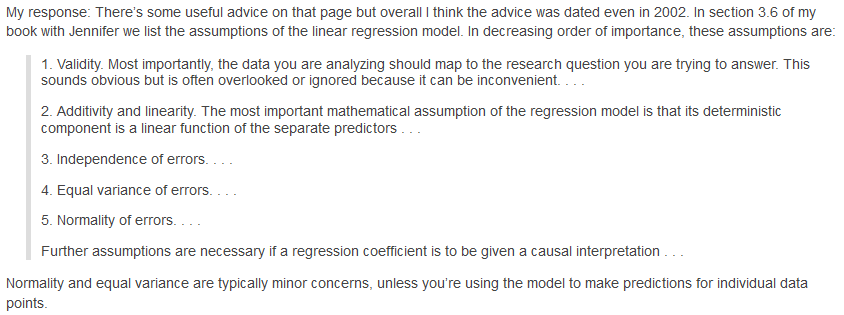 My response: There's some useful advice on that page but overall I think the advice was dated even in 2002. In section 3.6 of my
book with Jennifer we list the assumptions of the linear regression model. In decreasing order of importance, these assumptions are:
1. Validity. Most importantly, the data you are analyzing should map to the research question you are trying to answer. This
sounds obvious but is often overlooked or ignored because it can be inconvenient. . . .
2. Additivity and linearity. The most important mathematical assumption of the regression model is that its deterministic
component is a linear function of the separate predictors . . .
3. Independence of errors. . . .
4. Equal variance of errors. . . .
5. Normality of errors. . . .
Further assumptions are necessary if a regression coefficient is to be given a causal interpretation . . .
Normality and equal variance are typically minor concerns, unless you're using the model to make predictions for individual data
points.